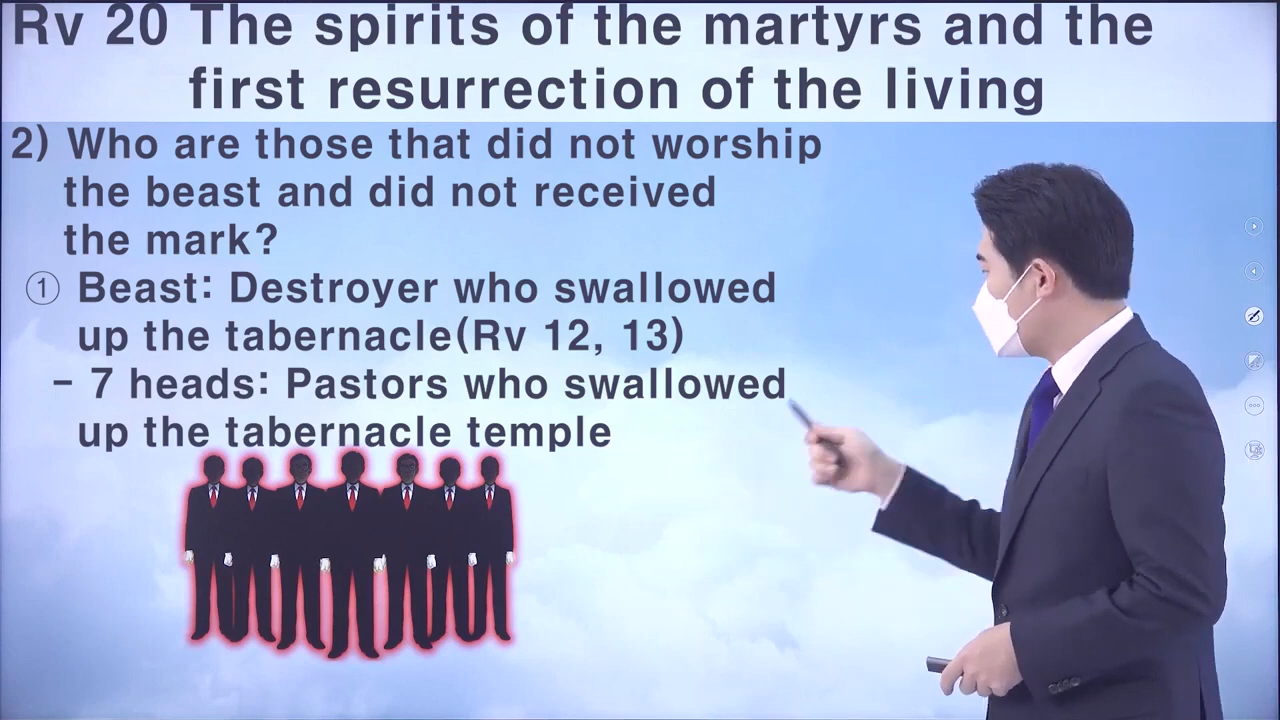 Rv 20 The spirits of the martyrs and the
first resurrection of the living
2) Who are those that did not worship
the beast and did not received
the mark?
① Beast: Destroyer who swallowed
up the tabernacle(Rv 12, 13)
- 7 heads: Pastors who swallowed
up the tabernacle temple